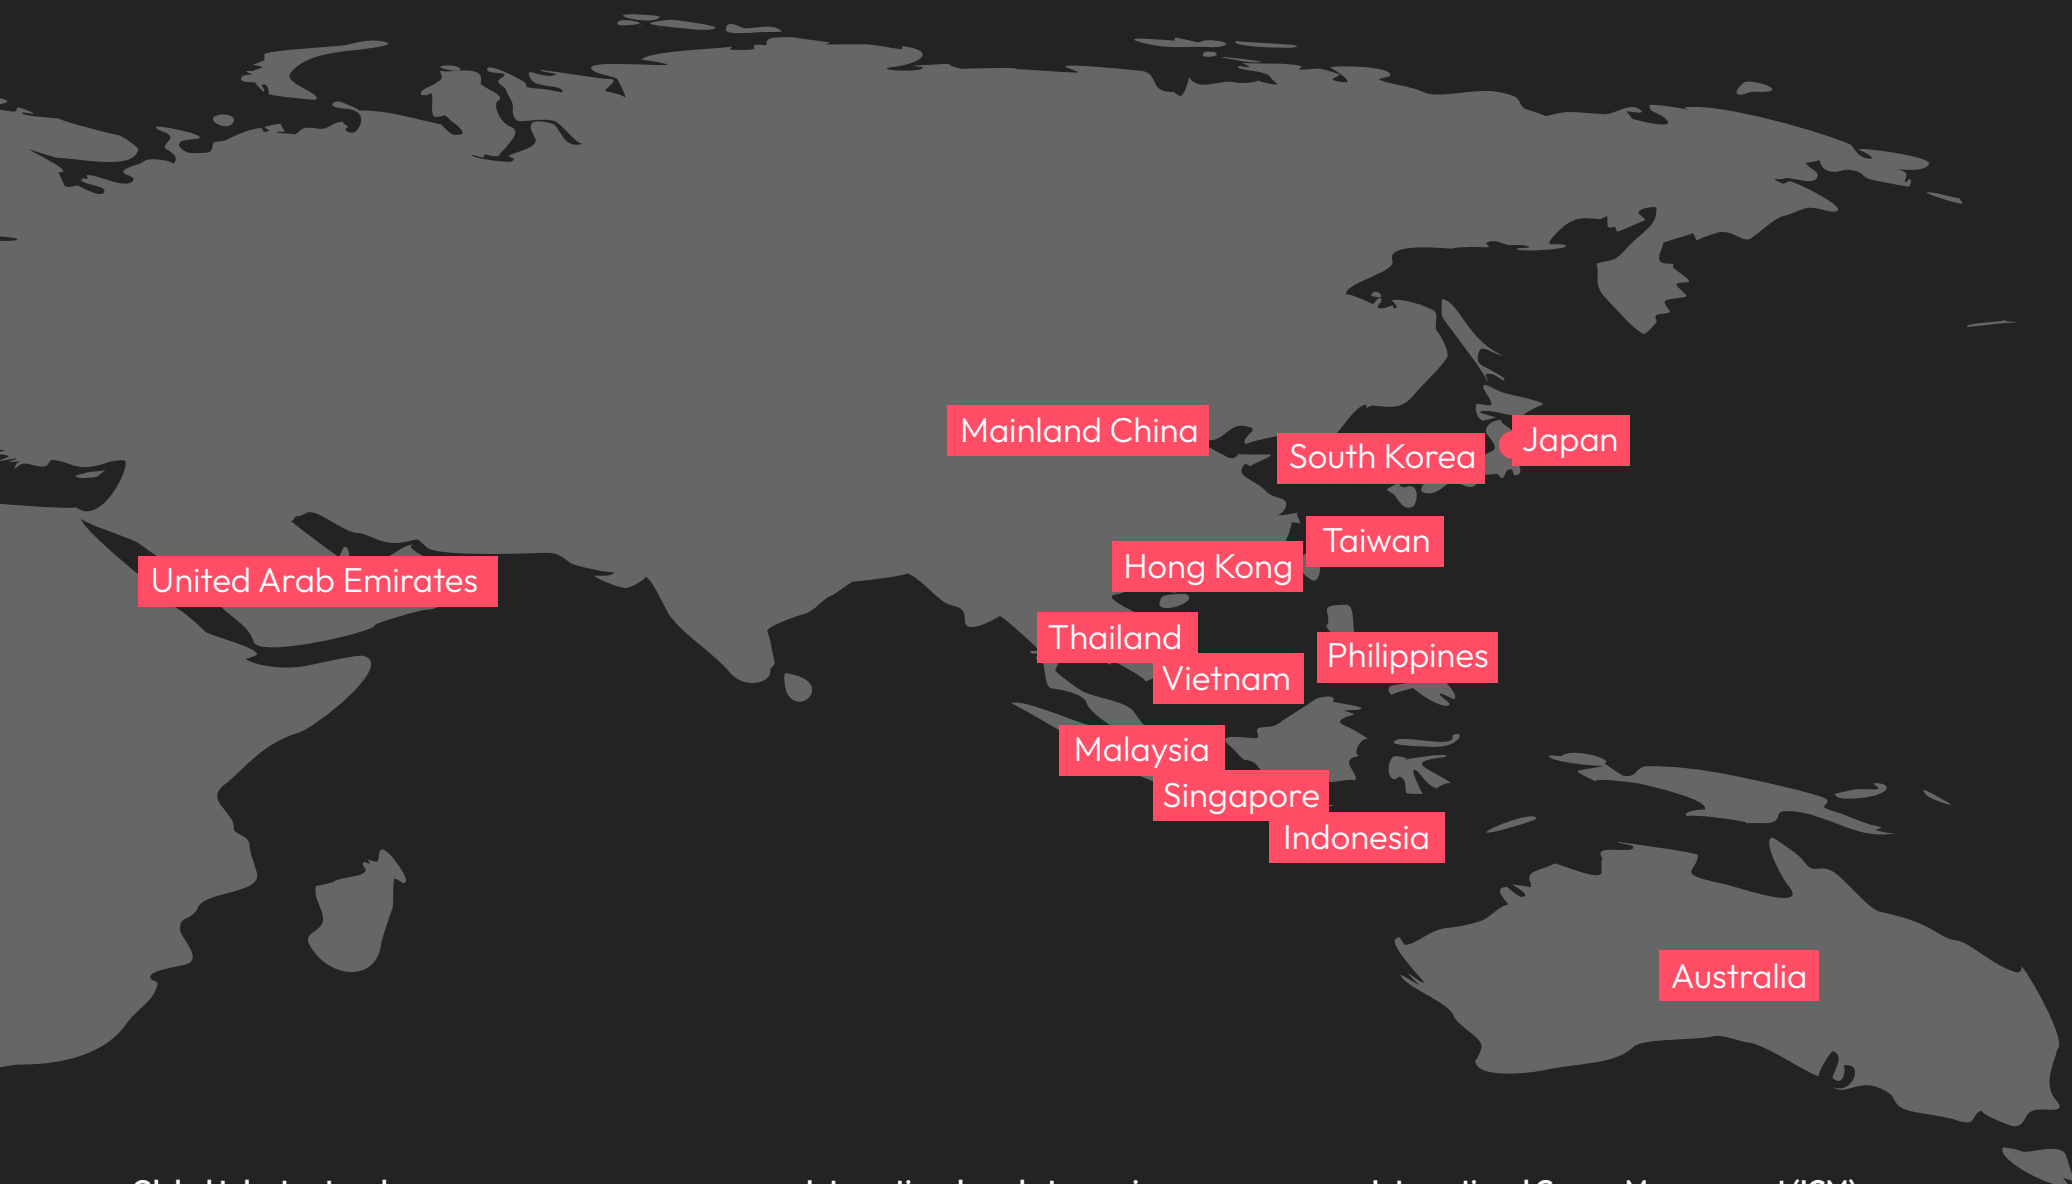 Mainland China
Japan
South Korea
Taiwan
Hong Kong
United Arab Emirates
Thailand
Philippines
Vietnam
Malaysia
Singapore
Indonesia
Australia